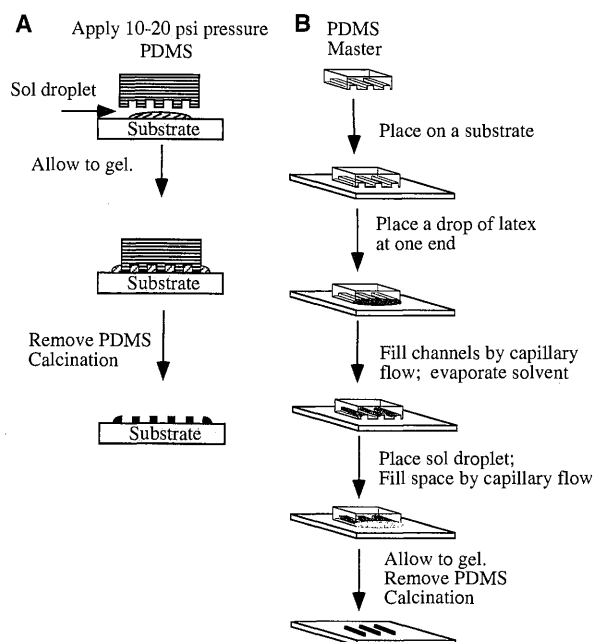 A
Apply 10-20 psi pressure
PDMS
Sol droplet
Substrate
Allow to gel.
Substrate
Remove PDMS
Calcination
Substrate
B
PDMS
Master
Place on a substrate
Place a drop of latex
at one end
Fill channels by capillary
flow; evaporate solvent
Place sol droplet;
Fill space by capillary flow
Allow to gel.
Remove PDMS
Calcination